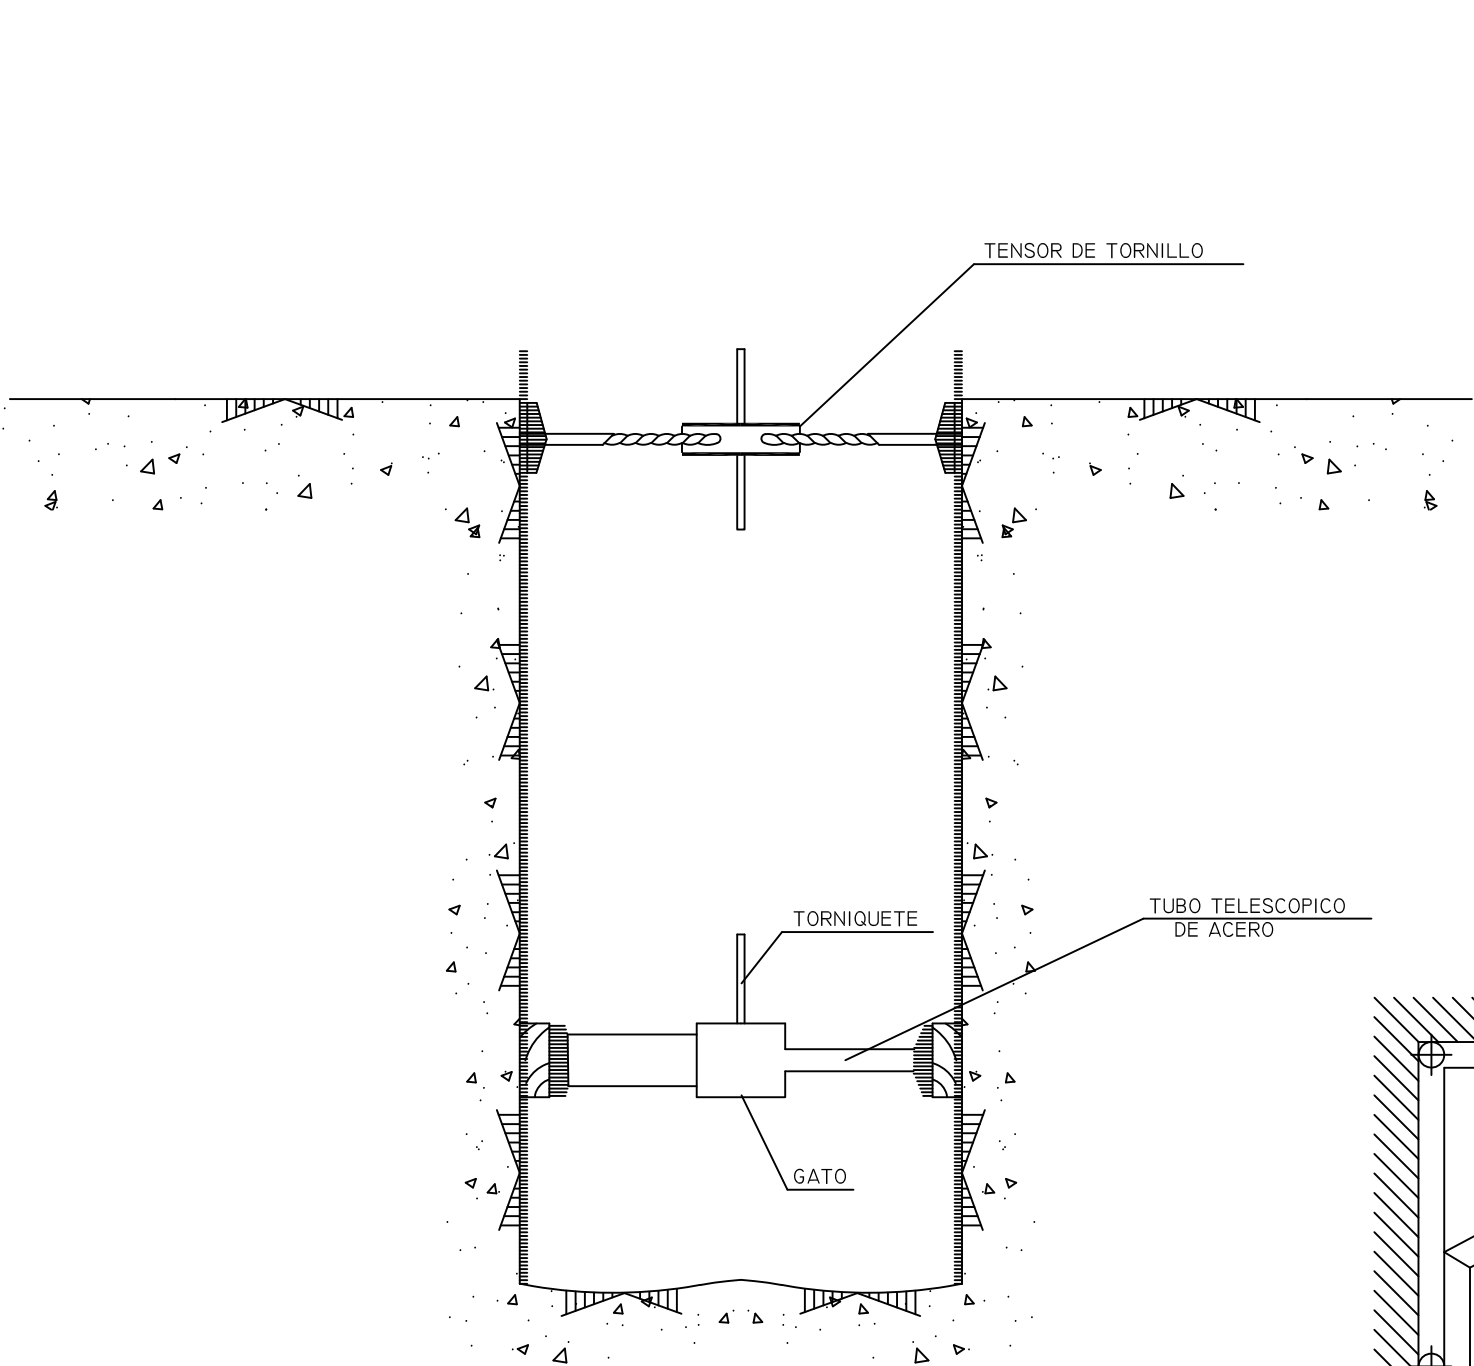 TENSOR DE TORNILLO
TORNIQUETE
TUBO TELESCOPICO
DE ACERO
GATO